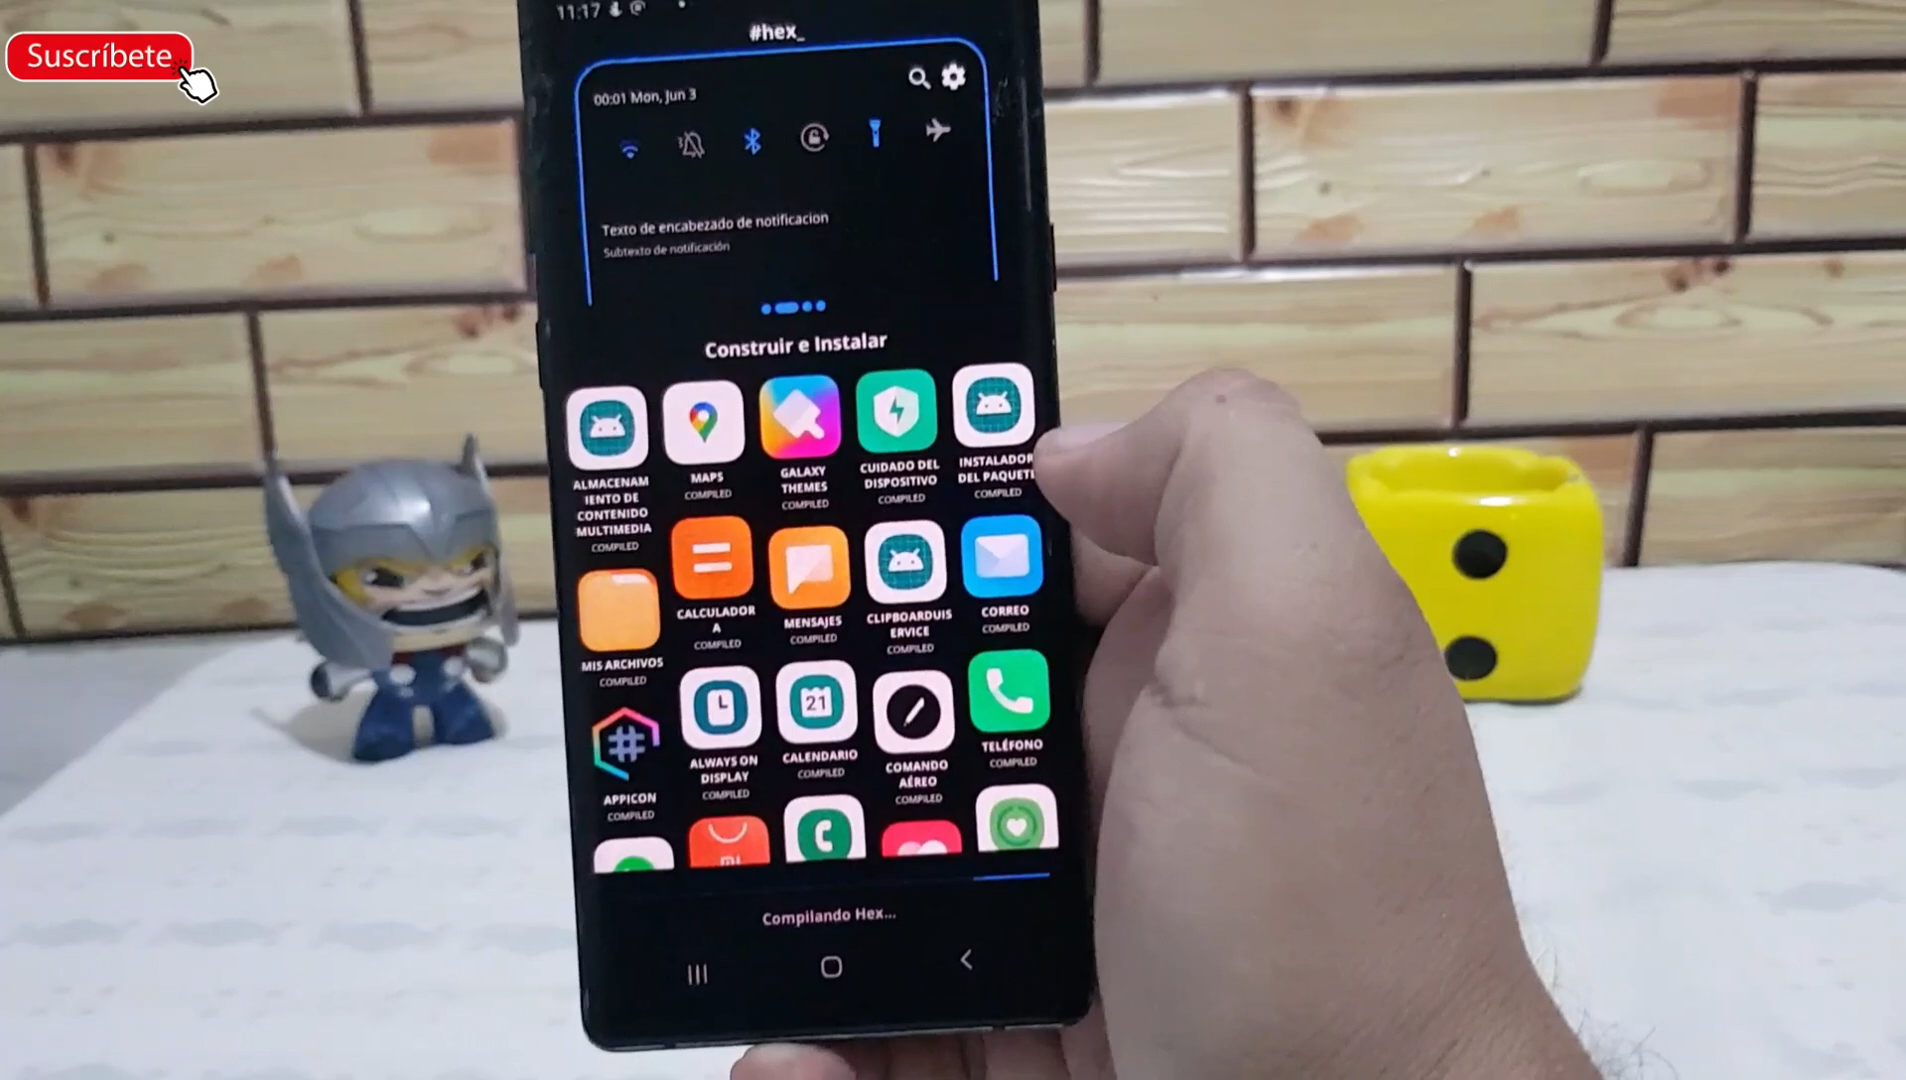 Suscríbete
11:17
#hex_
00:01 Mon, Jun 3
Texto de encabezado de notificacion
Subtexto de notificación
Construir e Instalar
ALMACENAM
IENTO DE
CONTENIDO
MULTIMEDIA
COMPILED
MAPS
COMPILED
GALAXY
THEMES
COMPILED
CUIDADO DEL
DISPOSITIVO
COMPILED
INSTALADOR
DEL PAQUETE
COMPILED
MIS ARCHIVOS
COMPILED
CALCULADOR
A
COMPILED
MENSAJES
COMPILED
CLIPBOARDUIS
ERVICE
COMPILED
CORREO
COMPILED
#
APPICON
COMPILED
ALWAYS ON
DISPLAY
COMPILED
21
CALENDARIO
COMPILED
COMANDO
AÉREO
COMPILED
TELÉFONO
COMPILED
mi
Compilando Hex...